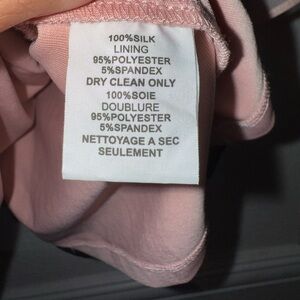 100%SILK
LINING
95%POLYESTER
5%SPANDEX
DRY CLEAN ONLY
100%SOIE
DOUBLURE
95%POLYESTER
5%SPANDEX
NETTOYAGE A SEC
SEULEMENT